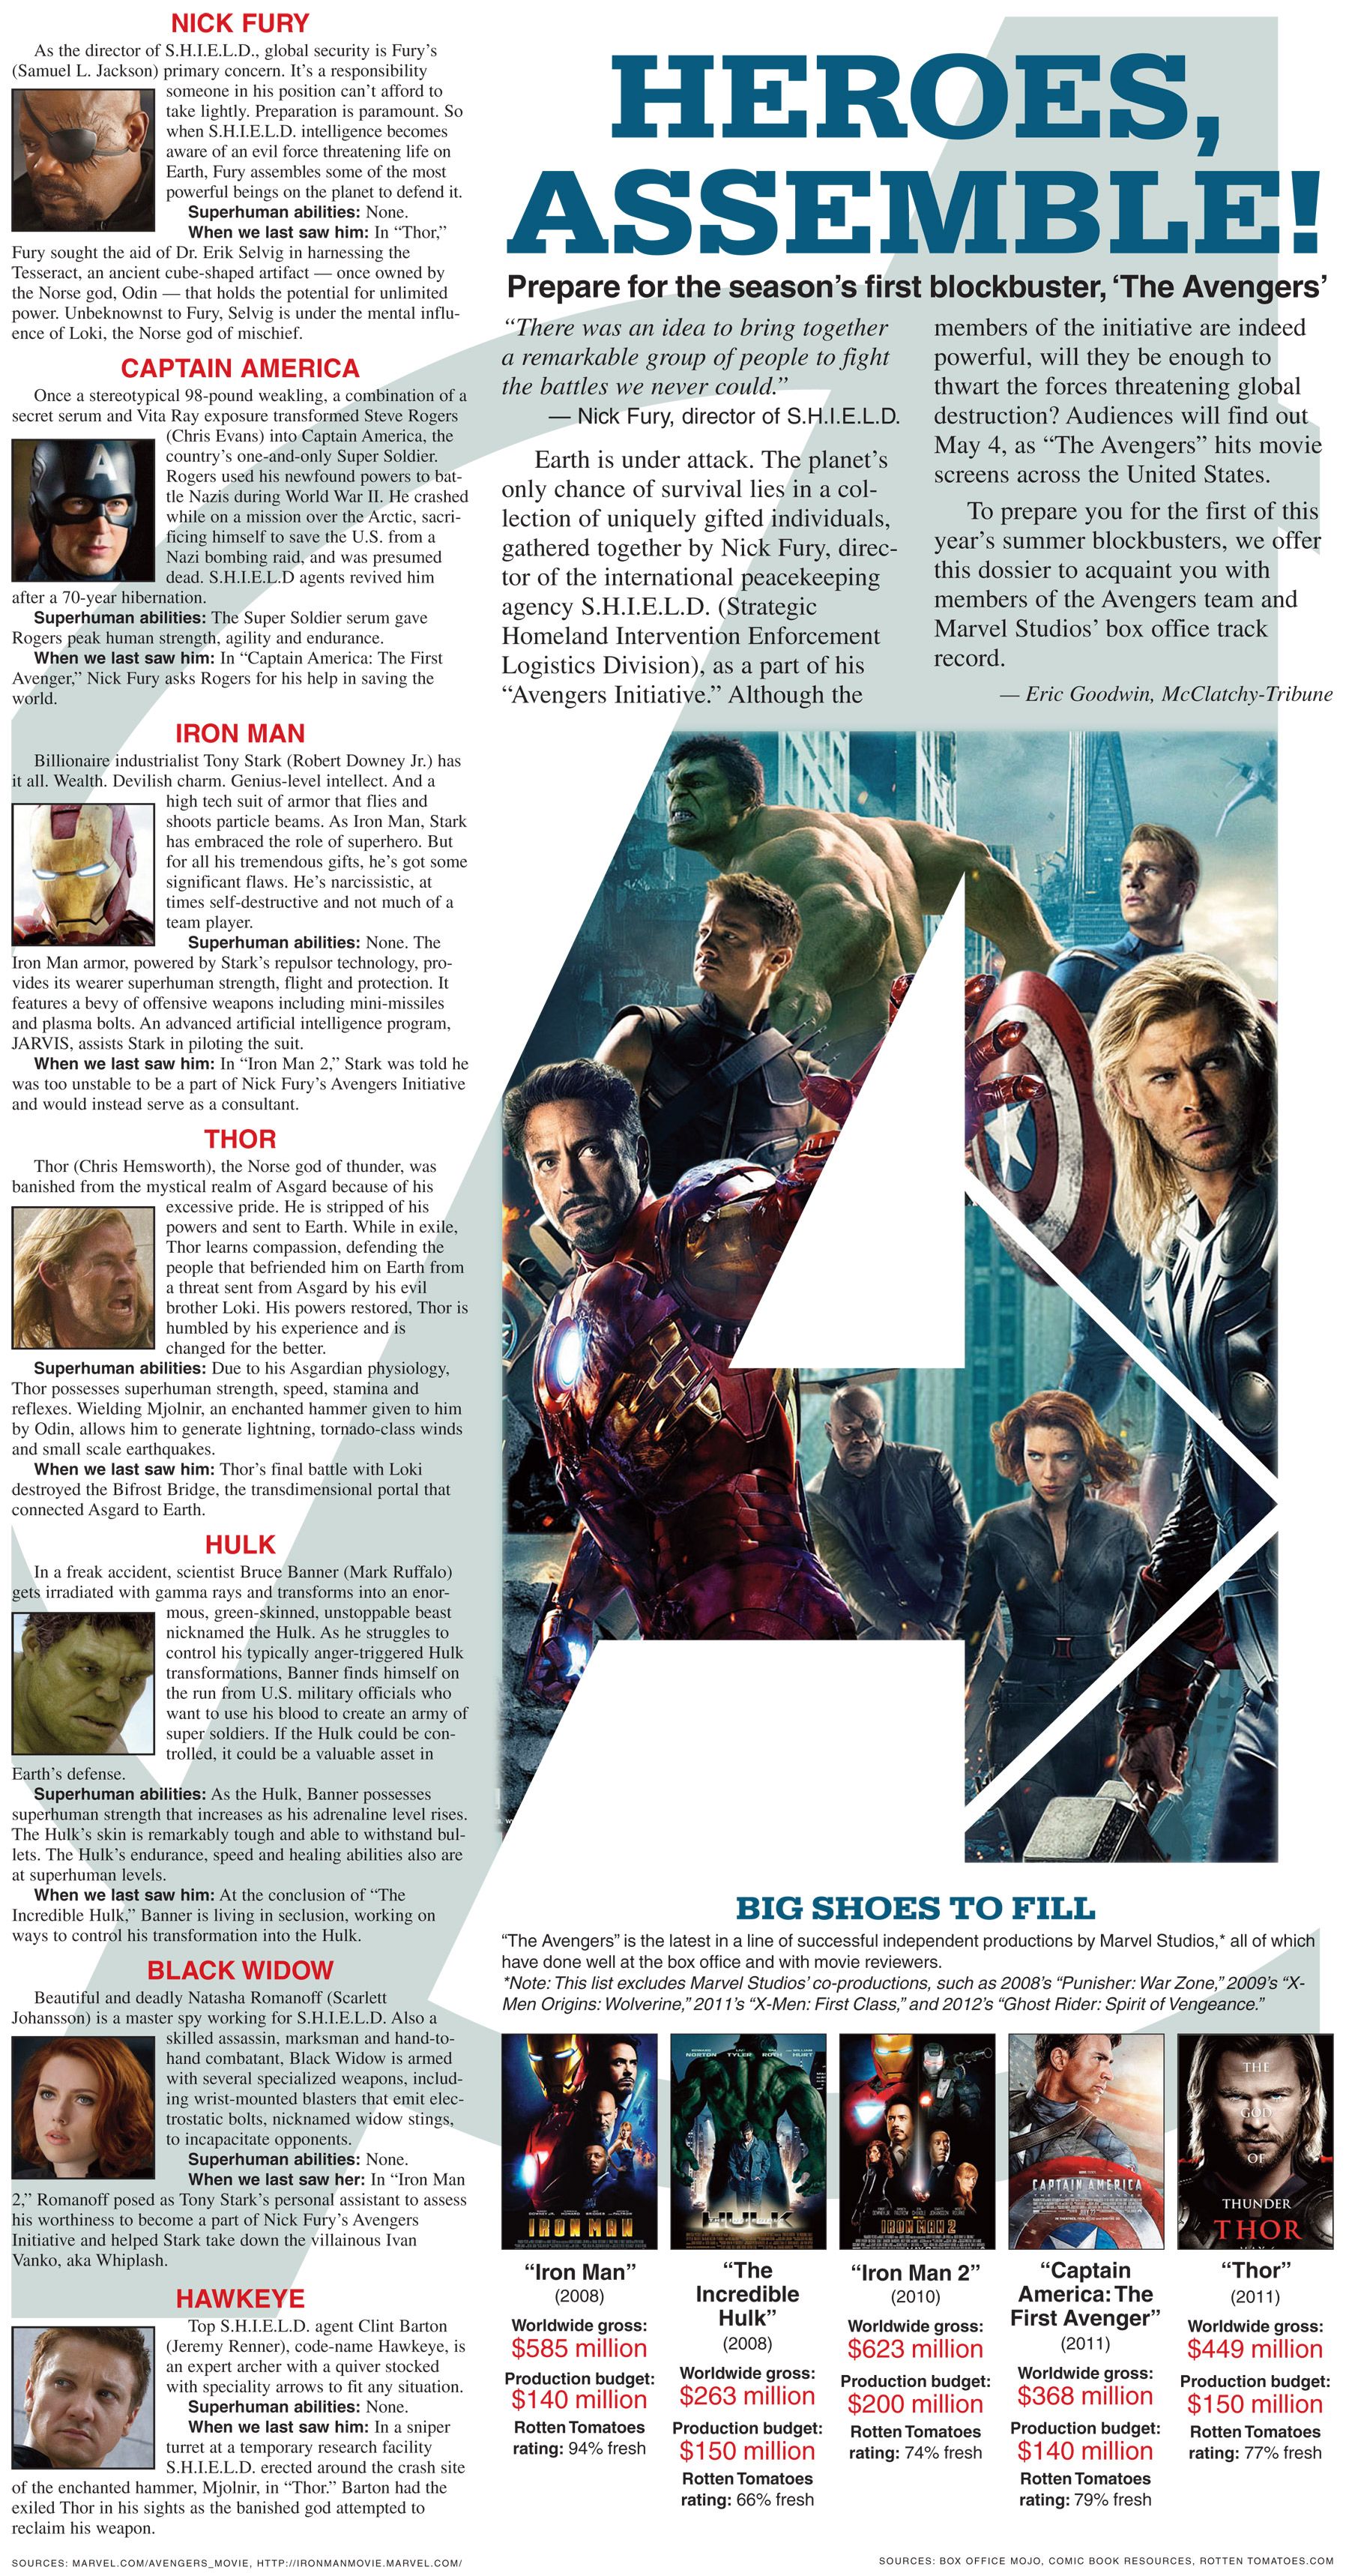 NICK FURY
As the director of S.H.I.E.L.D., global security is Fury's
(Samuel L. Jackson) primary concern. It's a responsibility
someone in his position can't afford to
take lightly. Preparation is paramount. So
when S.H.I.E.L.D. intelligence becomes
aware of an evil force threatening life on
Earth, Fury assembles some of the most
powerful beings on the planet to defend it.
Superhuman abilities: None.
When we last saw him: In “Thor,”
Fury sought the aid of Dr. Erik Selvig in harnessing the
Tesseract, an ancient cube-shaped artifact — once owned by
the Norse god, Odin — that holds the potential for unlimited
power. Unbeknownst to Fury, Selvig is under the mental influ-
ence of Loki, the Norse god of mischief.
CAPTAIN AMERICA
Once a stereotypical 98-pound weakling, a combination of a
secret serum and Vita Ray exposure transformed Steve Rogers
(Chris Evans) into Captain America, the
country's one-and-only Super Soldier.
Rogers used his newfound powers to bat-
tle Nazis during World War II. He crashed
while on a mission over the Arctic, sacri-
ficing himself to save the U.S. from a
Nazi bombing raid, and was presumed
dead. S.H.I.E.L.D agents revived him
after a 70-year hibernation.
Superhuman abilities: The Super Soldier serum gave
Rogers peak human strength, agility and endurance.
When we last saw him: In “Captain America: The First
Avenger,” Nick Fury asks Rogers for his help in saving the
world.
IRON MAN
Billionaire industrialist Tony Stark (Robert Downey Jr.) has
it all. Wealth. Devilish charm. Genius-level intellect. And a
high tech suit of armor that flies and
shoots particle beams. As Iron Man, Stark
has embraced the role of superhero. But
for all his tremendous gifts, he's got some
significant flaws. He's narcissistic, at
times self-destructive and not much of a
team player.
Superhuman abilities: None. The
Iron Man armor, powered by Stark's repulsor technology, pro-
vides its wearer superhuman strength, flight and protection. It
features a bevy of offensive weapons including mini-missiles
and plasma bolts. An advanced artificial intelligence program,
JARVIS, assists Stark in piloting the suit.
When we last saw him: In “Iron Man 2,” Stark was told he
was too unstable to be a part of Nick Fury's Avengers Initiative
and would instead serve as a consultant.
THOR
Thor (Chris Hemsworth), the Norse god of thunder, was
banished from the mystical realm of Asgard because of his
excessive pride. He is stripped of his
powers and sent to Earth. While in exile,
Thor learns compassion, defending the
people that befriended him on Earth from
a threat sent from Asgard by his evil
brother Loki. His powers restored, Thor is
humbled by his experience and is
changed for the better.
Superhuman abilities: Due to his Asgardian physiology,
Thor possesses superhuman strength, speed, stamina and
reflexes. Wielding Mjolnir, an enchanted hammer given to him
by Odin, allows him to generate lightning, tornado-class winds
and small scale earthquakes.
When we last saw him: Thor's final battle with Loki
destroyed the Bifrost Bridge, the transdimensional portal that
connected Asgard to Earth.
HULK
In a freak accident, scientist Bruce Banner (Mark Ruffalo)
gets irradiated with gamma rays and transforms into an enor-
mous, green-skinned, unstoppable beast
nicknamed the Hulk. As he struggles to
control his typically anger-triggered Hulk
transformations, Banner finds himself on
the run from U.S. military officials who
want to use his blood to create an army of
super soldiers. If the Hulk could be con-
trolled, it could be a valuable asset in
Earth's defense.
Superhuman abilities: As the Hulk, Banner possesses
superhuman strength that increases as his adrenaline level rises.
The Hulk's skin is remarkably tough and able to withstand bul-
lets. The Hulk's endurance, speed and healing abilities also are
at superhuman levels.
When we last saw him: At the conclusion of “The
Incredible Hulk,” Banner is living in seclusion, working on
ways to control his transformation into the Hulk.
BLACK WIDOW
Beautiful and deadly Natasha Romanoff (Scarlett
Johansson) is a master spy working for S.H.I.E.L.D. Also a
skilled assassin, marksman and hand-to-
hand combatant, Black Widow is armed
with several specialized weapons, includ-
ing wrist-mounted blasters that emit elec-
trostatic bolts, nicknamed widow stings,
to incapacitate opponents.
Superhuman abilities: None.
When we last saw her: In “Iron Man
2,” Romanoff posed as Tony Stark's personal assistant to assess
his worthiness to become a part of Nick Fury's Avengers
Initiative and helped Stark take down the villainous Ivan
Vanko, aka Whiplash.
HAWKEYE
Top S.H.I.E.L.D. agent Clint Barton
(Jeremy Renner), code-name Hawkeye, is
an expert archer with a quiver stocked
with speciality arrows to fit any situation.
Superhuman abilities: None.
When we last saw him: In a sniper
turret at a temporary research facility
S.H.I.E.L.D. erected around the crash site
of the enchanted hammer, Mjolnir, in “Thor.” Barton had the
exiled Thor in his sights as the banished god attempted to
reclaim his weapon.
SOURCES: MARVEL.COM/AVENGERS_MOVIE, HTTP://IRONMANMOVIE.MARVEL.COM/
HEROES,
ASSEMBLE!
Prepare for the season's first blockbuster, ‘The Avengers’
“There was an idea to bring together
a remarkable group of people to fight
the battles we never could.”
— Nick Fury, director of S.H.I.E.L.D.
Earth is under attack. The planet's
only chance of survival lies in a col-
lection of uniquely gifted individuals,
gathered together by Nick Fury, direc-
tor of the international peacekeeping
agency S.H.I.E.L.D. (Strategic
Homeland Intervention Enforcement
Logistics Division), as a part of his
“Avengers Initiative.” Although the
members of the initiative are indeed
powerful, will they be enough to
thwart the forces threatening global
destruction? Audiences will find out
May 4, as “The Avengers” hits movie
screens across the United States.
To prepare you for the first of this
year's summer blockbusters, we offer
this dossier to acquaint you with
members of the Avengers team and
Marvel Studios' box office track
record.
— Eric Goodwin, McClatchy-Tribune
A
BIG SHOES TO FILL
“The Avengers” is the latest in a line of successful independent productions by Marvel Studios,* all of which
have done well at the box office and with movie reviewers.
*Note: This list excludes Marvel Studios' co-productions, such as 2008's “Punisher: War Zone,” 2009's “X-
Men Origins: Wolverine,” 2011's “X-Men: First Class,” and 2012's “Ghost Rider: Spirit of Vengeance.”
IRON MAN
NORTON TYLER ROTH HURT
HULK
IRON MAN 2
CAPTAIN AMERICA
THE
GOD
OF
THUNDER
THOR
“Iron Man”
(2008)
Worldwide gross:
$585 million
Production budget:
$140 million
Rotten Tomatoes
rating: 94% fresh
“The
Incredible
Hulk”
(2008)
Worldwide gross:
$263 million
Production budget:
$150 million
Rotten Tomatoes
rating: 66% fresh
“Iron Man 2”
(2010)
Worldwide gross:
$623 million
Production budget:
$200 million
Rotten Tomatoes
rating: 74% fresh
“Captain
America: The
First Avenger”
(2011)
Worldwide gross:
$368 million
Production budget:
$140 million
Rotten Tomatoes
rating: 79% fresh
“Thor”
(2011)
Worldwide gross:
$449 million
Production budget:
$150 million
Rotten Tomatoes
rating: 77% fresh
SOURCES: BOX OFFICE MOJO, COMIC BOOK RESOURCES, ROTTEN TOMATOES.COM